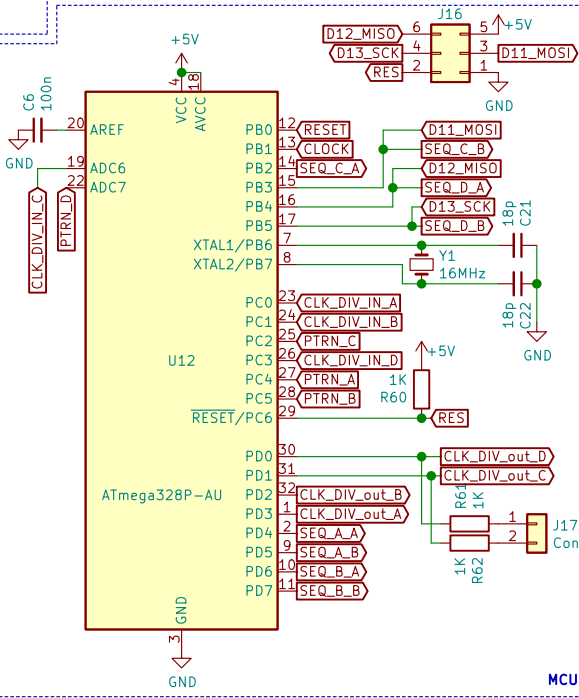 J16
D12_MISO 6 5 +5V
D13_SCK 4 3 D11_MOSI
RES 2 1
GND
+5V
C6
100n
4 18
VCC AVCC
20 AREF
GND
19 ADC6
22 ADC7
CLK_DIV_IN_C
PTRN_D
PB0 12 RESET
PB1 13 CLOCK
PB2 14 SEQ_C_A
PB3 15
PB4 16
PB5 17
D11_MOSI
SEQ_C_B
D12_MISO
SEQ_D_A
D13_SCK
SEQ_D_B
XTAL1/PB6 7
XTAL2/PB7 8
Y1
16MHz
18p
C21
18p
C22
GND
PC0 23 CLK_DIV_IN_A
PC1 24 CLK_DIV_IN_B
PC2 25 PTRN_C
PC3 26 CLK_DIV_IN_D
PC4 27 PTRN_A
PC5 28 PTRN_B
RESET/PC6 29 RES
+5V
1K
R60
U12
ATmega328P-AU
PD0 30 CLK_DIV_out_D
PD1 31 CLK_DIV_out_C
PD2 32 CLK_DIV_out_B
PD3 1 CLK_DIV_out_A
PD4 2 SEQ_A_A
PD5 9 SEQ_A_B
PD6 10 SEQ_B_A
PD7 11 SEQ_B_B
R61
1K
1K
R62
1
2
J17
Con
GND
3
GND
MCU